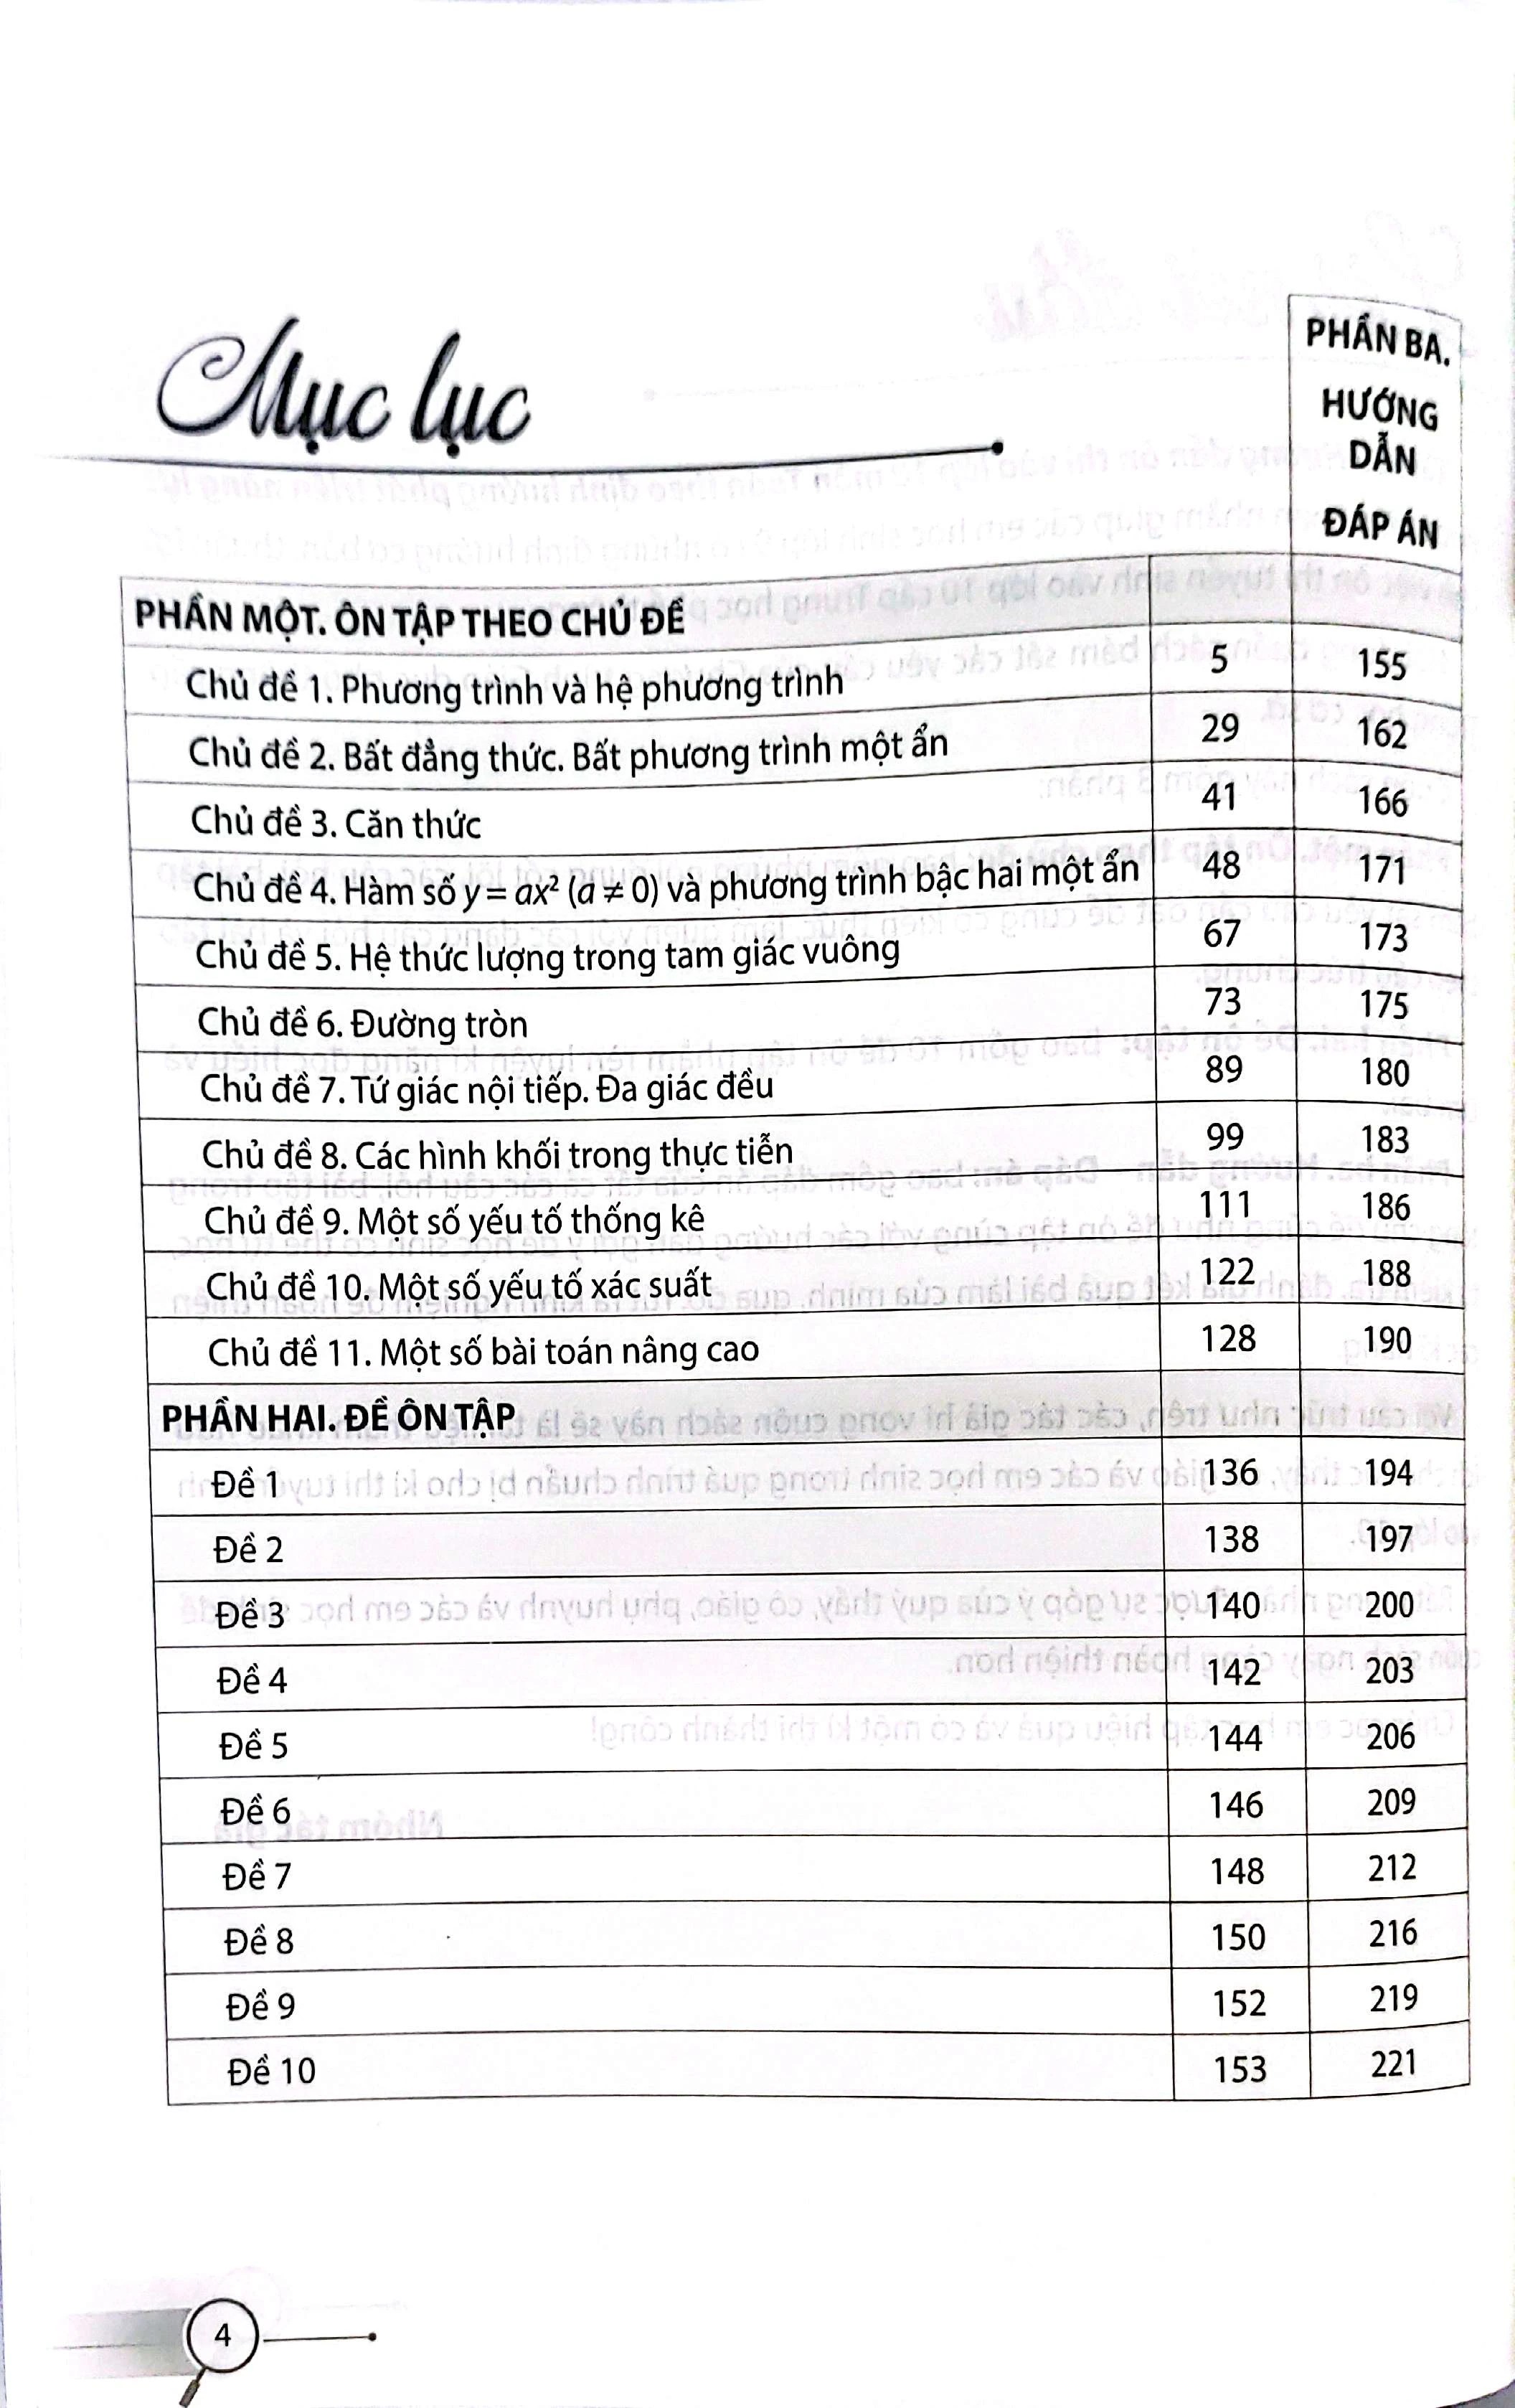 Mục lục
PHẦN BA.
HƯỚNG
DẪN
ĐÁP ÁN
PHẦN MỘT. ÔN TẬP THEO CHỦ ĐỀ
Chủ đề 1. Phương trình và hệ phương trình 5 155
Chủ đề 2. Bất đẳng thức. Bất phương trình một ẩn 29 162
Chủ đề 3. Căn thức 41 166
Chủ đề 4. Hàm số y = ax² (a ≠ 0) và phương trình bậc hai một ẩn 48 171
Chủ đề 5. Hệ thức lượng trong tam giác vuông 67 173
Chủ đề 6. Đường tròn 73 175
Chủ đề 7. Tứ giác nội tiếp. Đa giác đều 89 180
Chủ đề 8. Các hình khối trong thực tiễn 99 183
Chủ đề 9. Một số yếu tố thống kê 111 186
Chủ đề 10. Một số yếu tố xác suất 122 188
Chủ đề 11. Một số bài toán nâng cao 128 190
PHẦN HAI. ĐỀ ÔN TẬP
Đề 1 136 194
Đề 2 138 197
Đề 3 140 200
Đề 4 142 203
Đề 5 144 206
Đề 6 146 209
Đề 7 148 212
Đề 8 150 216
Đề 9 152 219
Đề 10 153 221
4